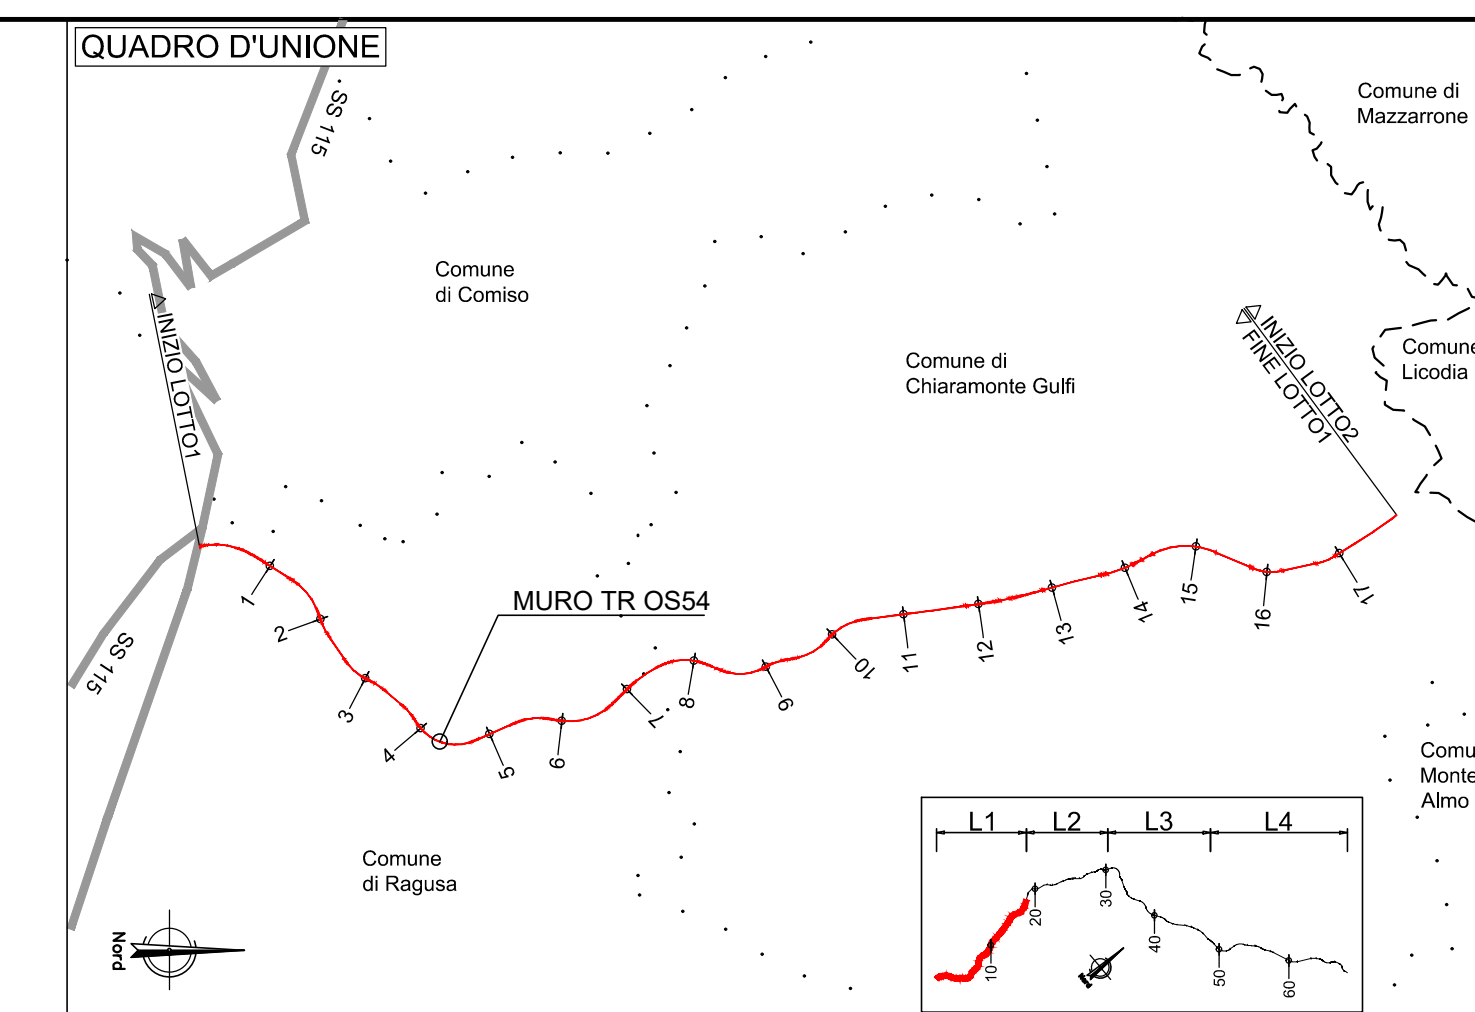 QUADRO D'UNIONE
SS 115
Comune di
Mazzarrone
Comune
di Comiso
INIZIO LOTTO1
Comune di
Chiaramonte Gulfi
INIZIO LOTTO2
FINE LOTTO1
Comune
Licodia
MURO TR OS54
1
2
3
4
5
6
7
8
9
10
11
12
13
14
15
16
17
SS 115
Comu
Monte
Almo
Comune
di Ragusa
Nord
L1
L2
L3
L4
10
20
30
40
50
60